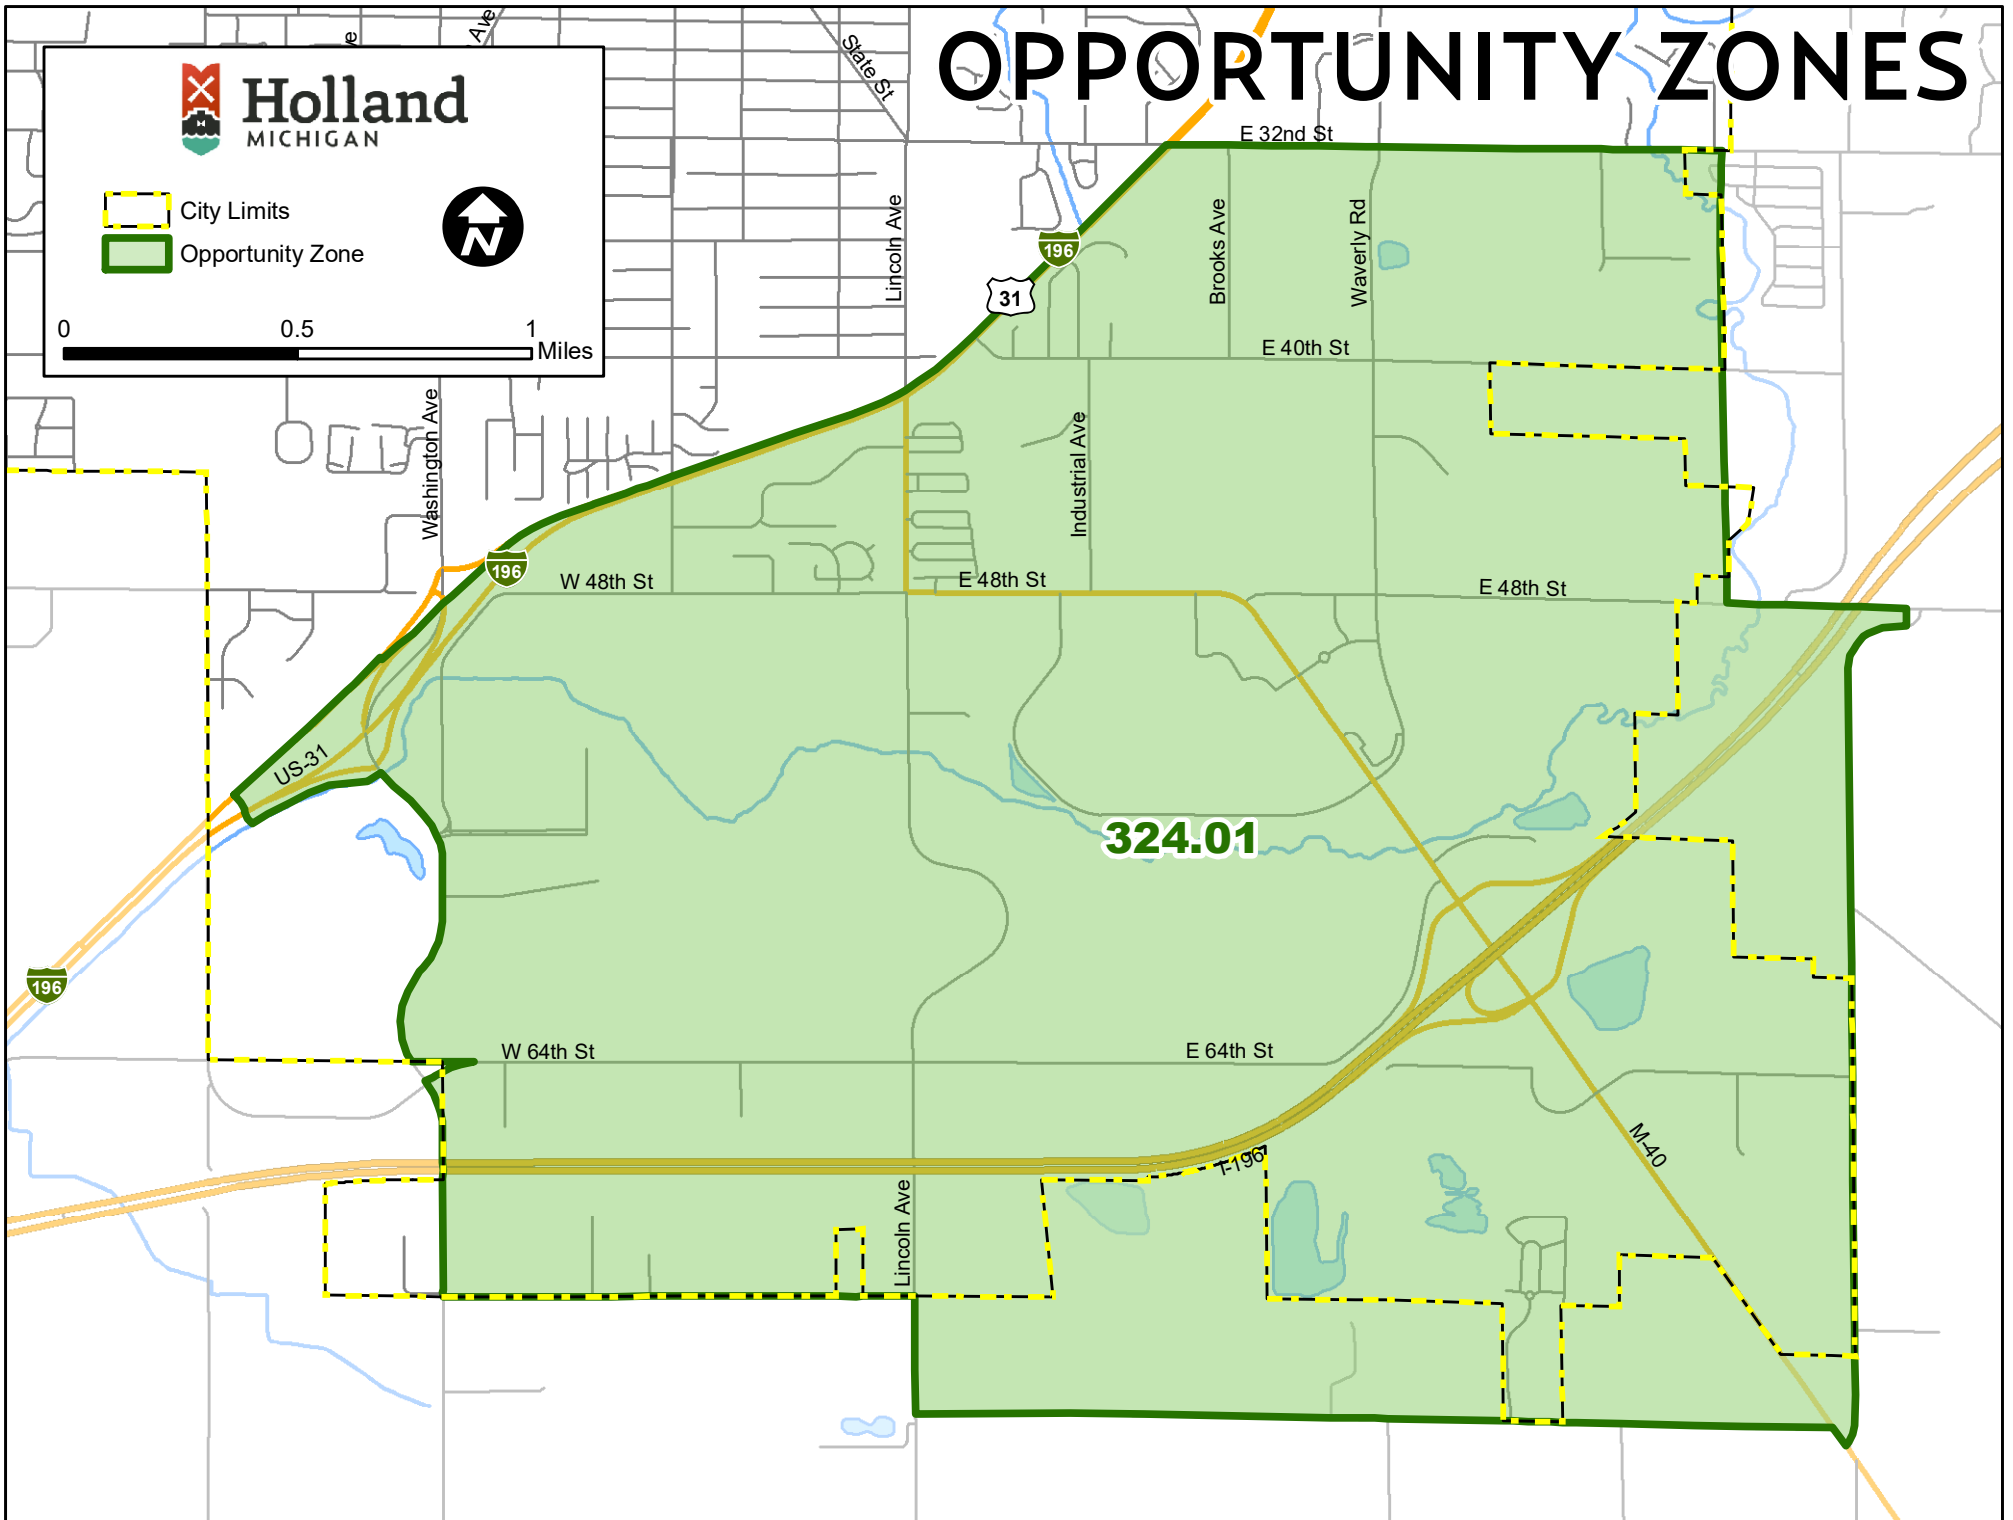 OPPORTUNITY ZONES
ve
Ave
State St
Holland
MICHIGAN
City Limits
Opportunity Zone
N
0 0.5 1
Miles
E 32nd St
Lincoln Ave
196
31
Brooks Ave
Waverly Rd
E 40th St
Washington Ave
Industrial Ave
196
W 48th St
E 48th St
E 48th St
US-31
324.01
196
W 64th St
E 64th St
M-40
I-196
Lincoln Ave